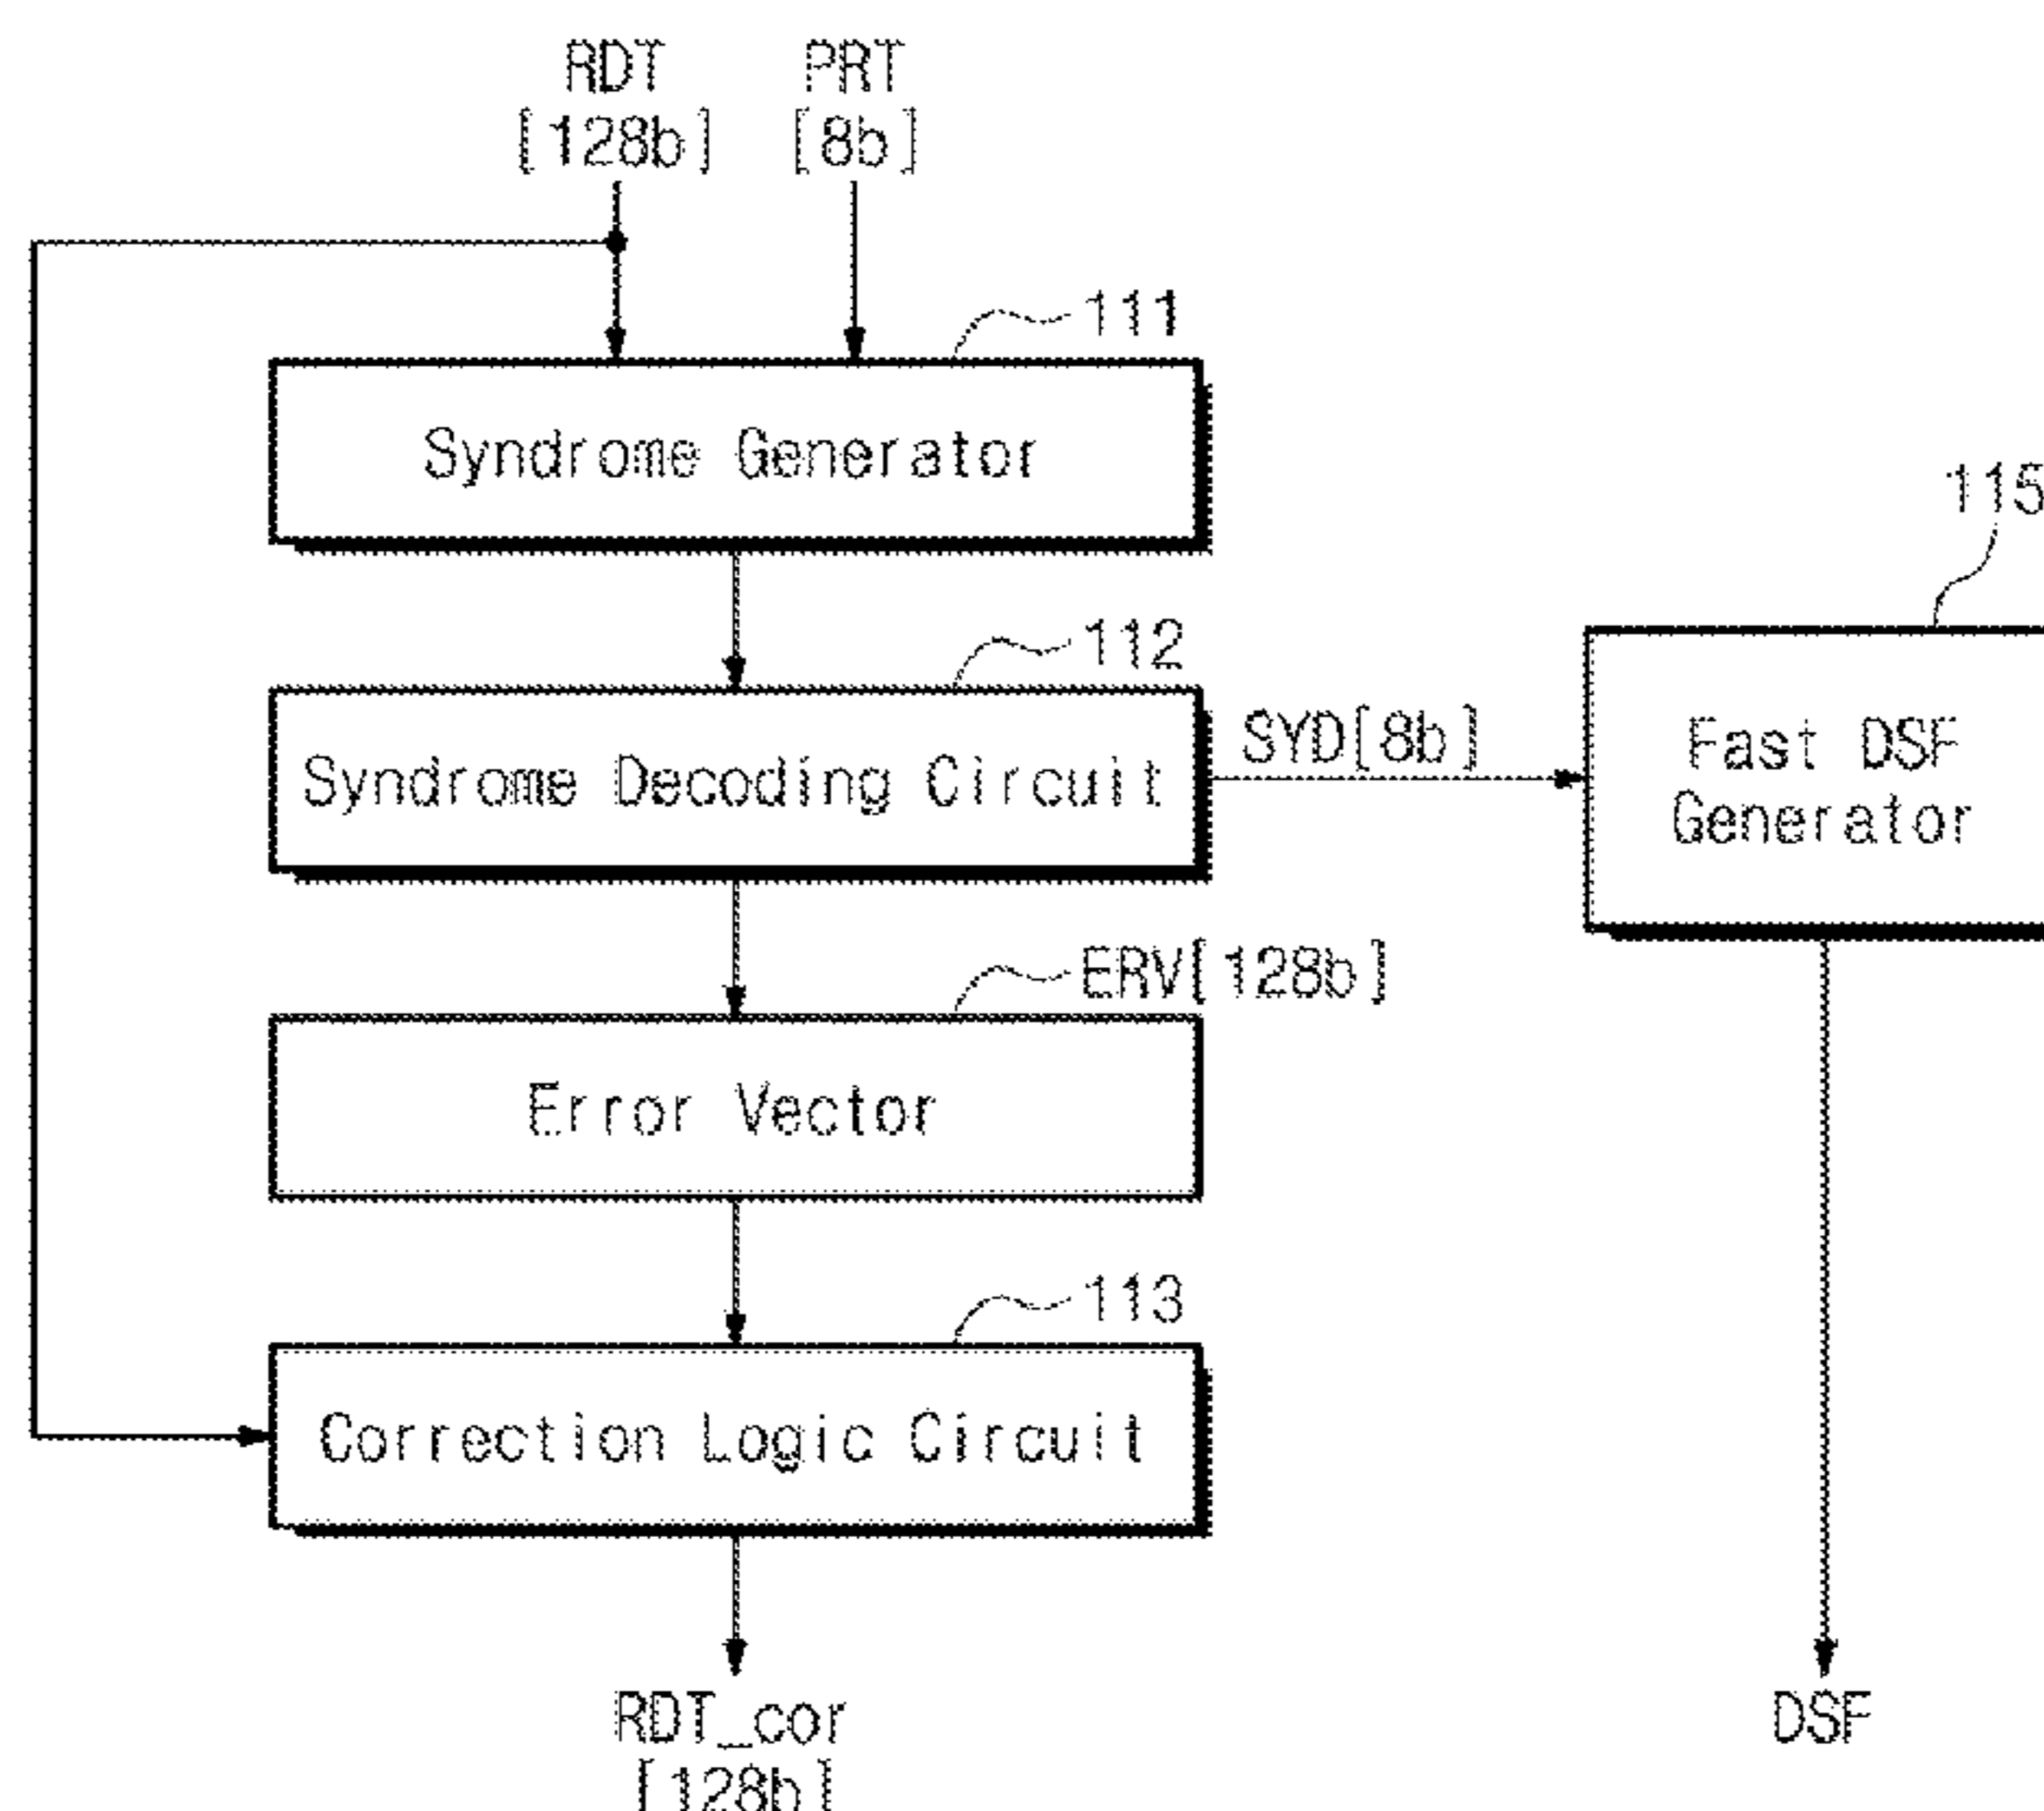 RDT
[128b]
PRT
[8b]
111
Syndrome Generator
115
112
Syndrome Decoding Circuit
SYD[8b]
Fast DSF
Generator
ERV[128b]
Error Vector
113
Correction Logic Circuit
RDT_cor
[128b]
DSF